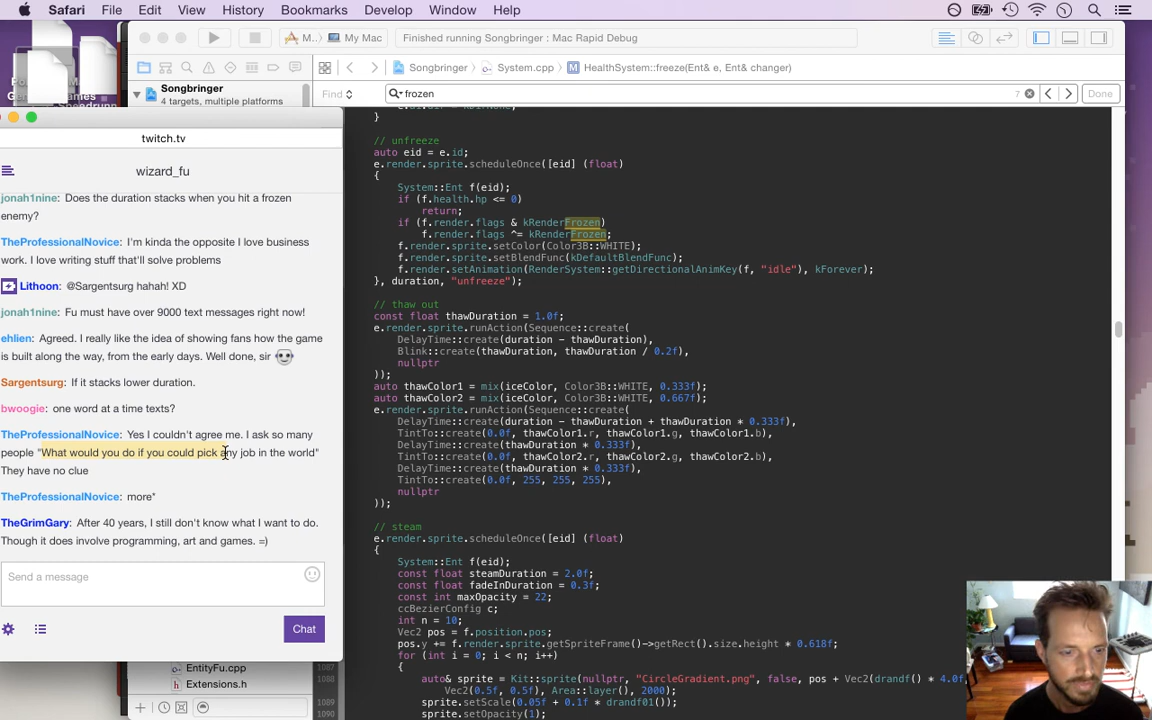 Safari File Edit View History Bookmarks Develop Window Help
M... My Mac
Finished running Songbringer : Mac Rapid Debug
Songbringer System.cpp M HealthSystem::freeze(Ent& e, Ent& changer)
Songbringer
4 targets, multiple platforms
Find frozen 7 Done
twitch.tv
wizard_fu
jonah1nine: Does the duration stacks when you hit a frozen
enemy?
TheProfessionalNovice: I'm kinda the opposite I love business
work. I love writing stuff that'll solve problems
Lithoon: @Sargentsurg hahah! XD
jonah1nine: Fu must have over 9000 text messages right now!
ehlien: Agreed. I really like the idea of showing fans how the game
is built along the way, from the early days. Well done, sir
Sargentsurg: If it stacks lower duration.
bwoogie: one word at a time texts?
TheProfessionalNovice: Yes I couldn't agree me. I ask so many
people "What would you do if you could pick any job in the world"
They have no clue
TheProfessionalNovice: more*
TheGrimGary: After 40 years, I still don't know what I want to do.
Though it does involve programming, art and games. =)
Send a message
Chat
EntityFu.cpp
Extensions.h
}
// unfreeze
auto eid = e.id;
e.render.sprite.scheduleOnce([eid] (float)
{
System::Ent f(eid);
if (f.health.hp <= 0)
return;
if (f.render.flags & kRenderFrozen)
f.render.flags ^= kRenderFrozen;
f.render.sprite.setColor(Color3B::WHITE);
f.render.sprite.setBlendFunc(kDefaultBlendFunc);
f.render.setAnimation(RenderSystem::getDirectionalAnimKey(f, "idle"), kForever);
}, duration, "unfreeze");
// thaw out
const float thawDuration = 1.0f;
e.render.sprite.runAction(Sequence::create(
DelayTime::create(duration - thawDuration),
Blink::create(thawDuration, thawDuration / 0.2f),
nullptr
));
auto thawColor1 = mix(iceColor, Color3B::WHITE, 0.333f);
auto thawColor2 = mix(iceColor, Color3B::WHITE, 0.667f);
e.render.sprite.runAction(Sequence::create(
DelayTime::create(duration - thawDuration + thawDuration * 0.333f),
TintTo::create(0.0f, thawColor1.r, thawColor1.g, thawColor1.b),
DelayTime::create(thawDuration * 0.333f),
TintTo::create(0.0f, thawColor2.r, thawColor2.g, thawColor2.b),
DelayTime::create(thawDuration * 0.333f),
TintTo::create(0.0f, 255, 255, 255),
nullptr
));
// steam
e.render.sprite.scheduleOnce([eid] (float)
{
System::Ent f(eid);
const float steamDuration = 2.0f;
const float fadeInDuration = 0.3f;
const int maxOpacity = 22;
ccBezierConfig c;
int n = 10;
Vec2 pos = f.position.pos;
pos.y += f.render.sprite.getSpriteFrame()->getRect().size.height * 0.618f;
for (int i = 0; i < n; i++)
{
auto& sprite = Kit::sprite(nullptr, "CircleGradient.png", false, pos + Vec2(drandf() * 4.0f,
Vec2(0.5f, 0.5f), Area::layer(), 2000);
sprite.setScale(0.05f + 0.1f * drandf01());
sprite.setOpacity(1);
1087
1088
1089
1090